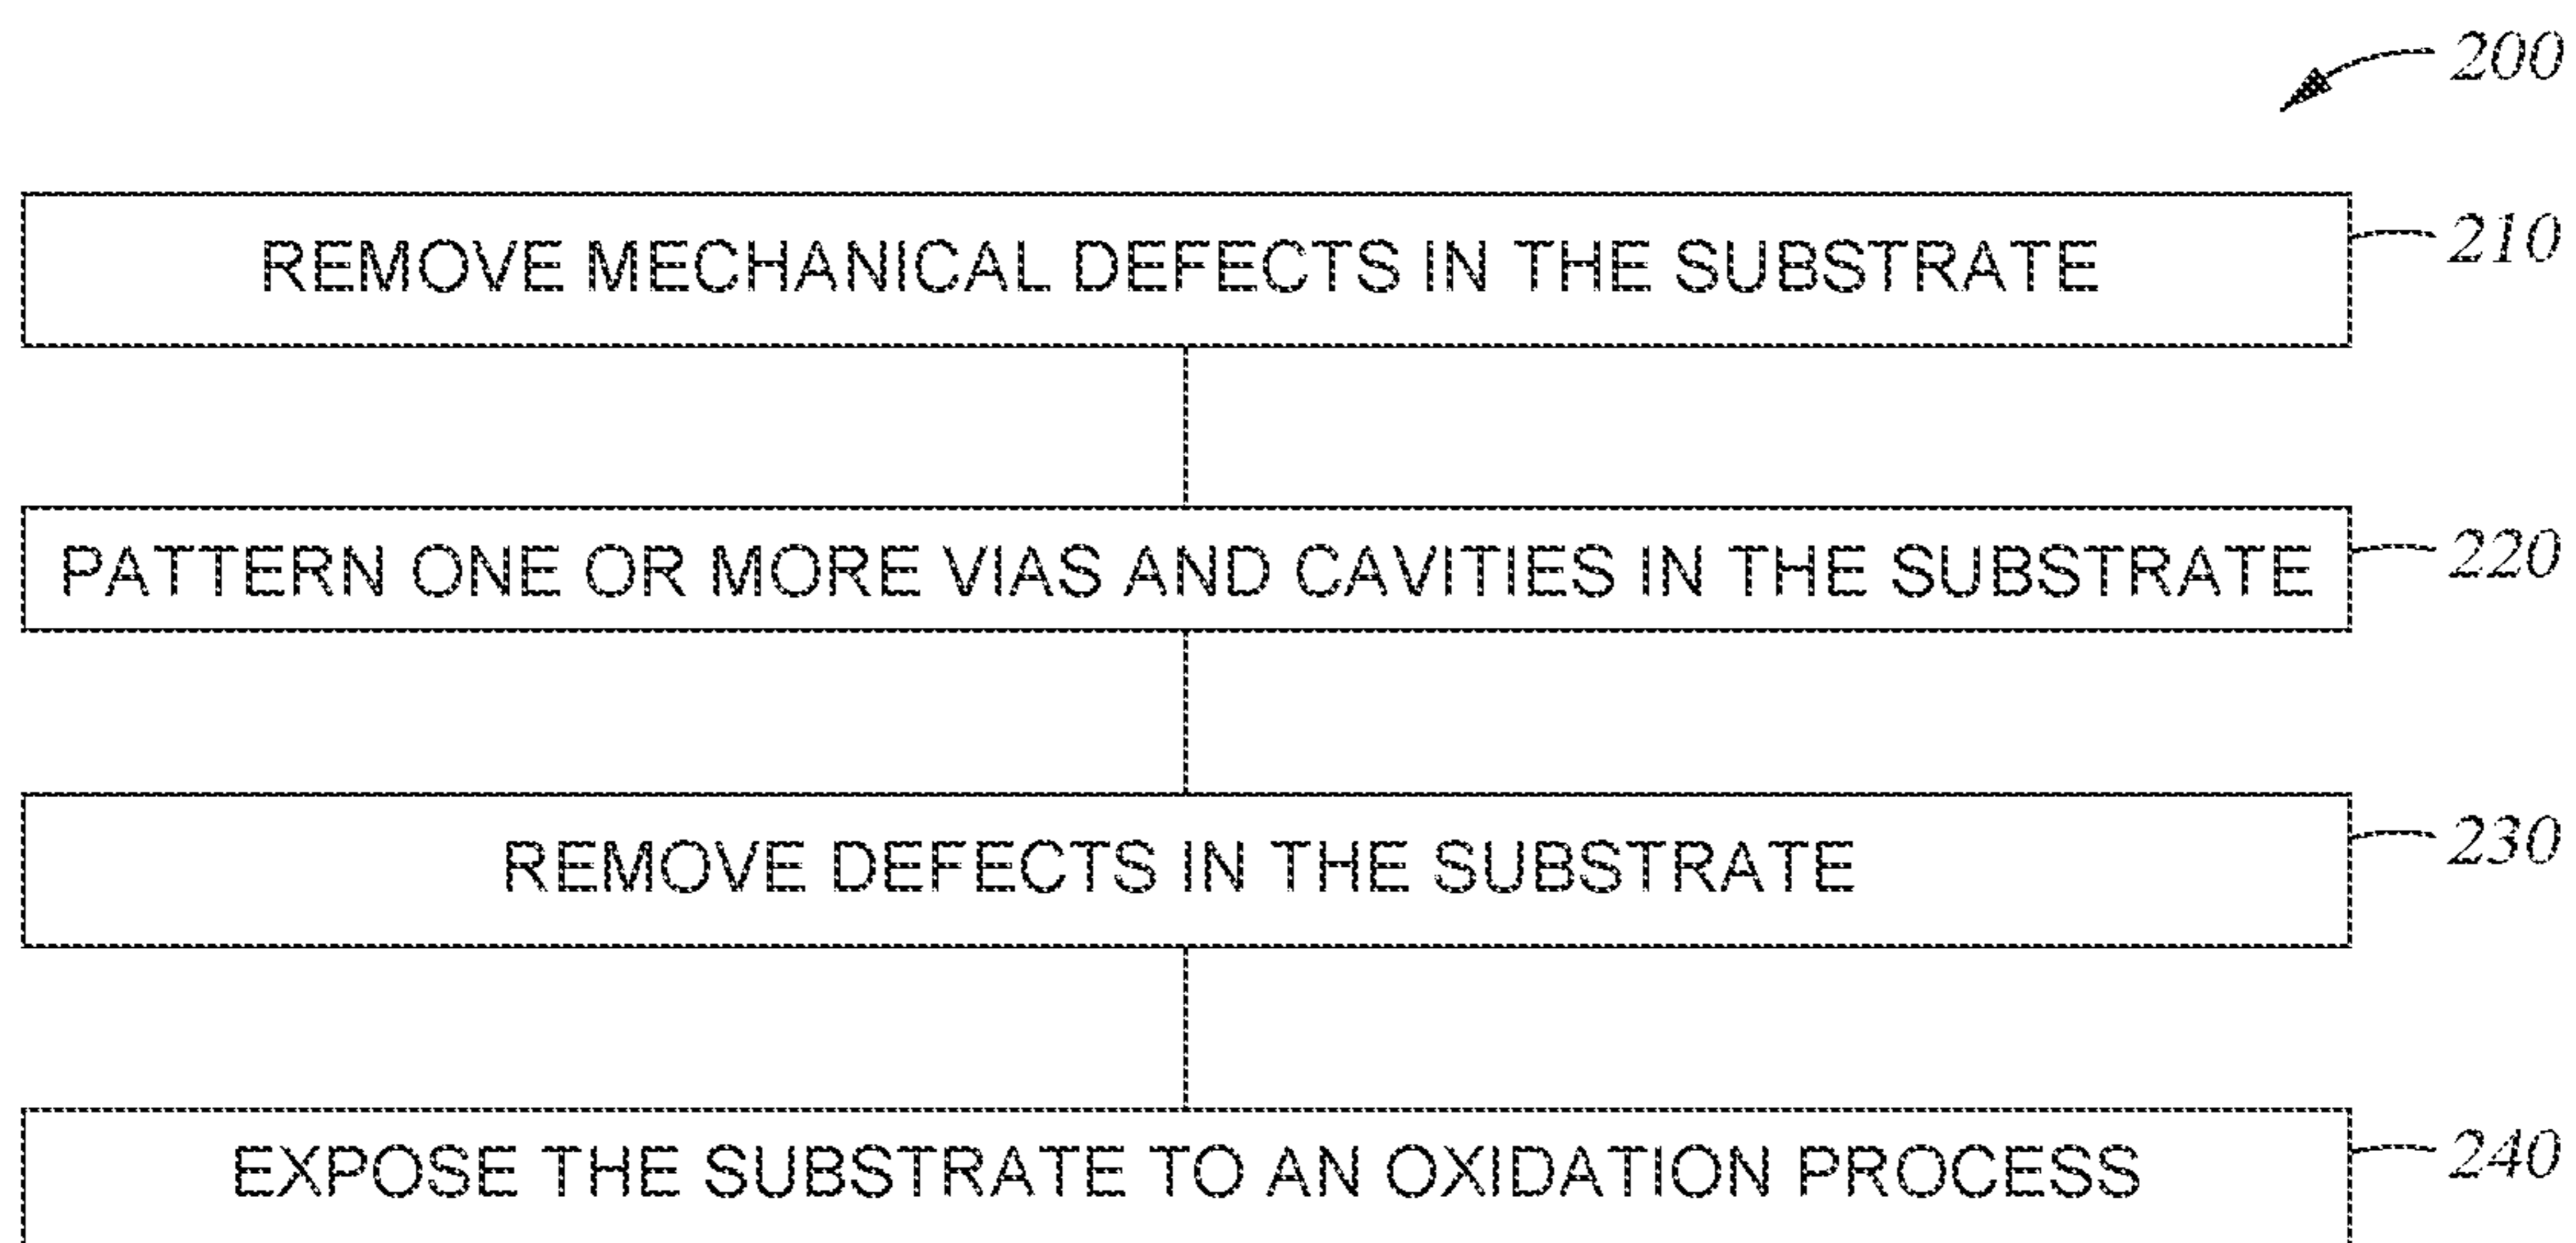 200
REMOVE MECHANICAL DEFECTS IN THE SUBSTRATE 210
PATTERN ONE OR MORE VIAS AND CAVITIES IN THE SUBSTRATE 220
REMOVE DEFECTS IN THE SUBSTRATE 230
EXPOSE THE SUBSTRATE TO AN OXIDATION PROCESS 240